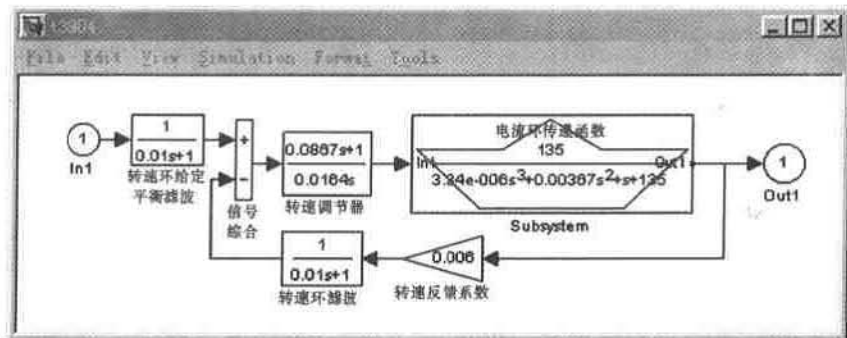 File Edit View Simulation Format Tools
1
In1
1
0.01s+1
转速环给定
平衡滤波
+
−
信号
综合
0.0867s+1
0.0164s
转速调节器
电流环传递函数
135
In1
Out1
3.34e-006s³+0.00367s²+s+135
Subsystem
1
Out1
1
0.01s+1
转速环滤波
0.006
转速反馈系数